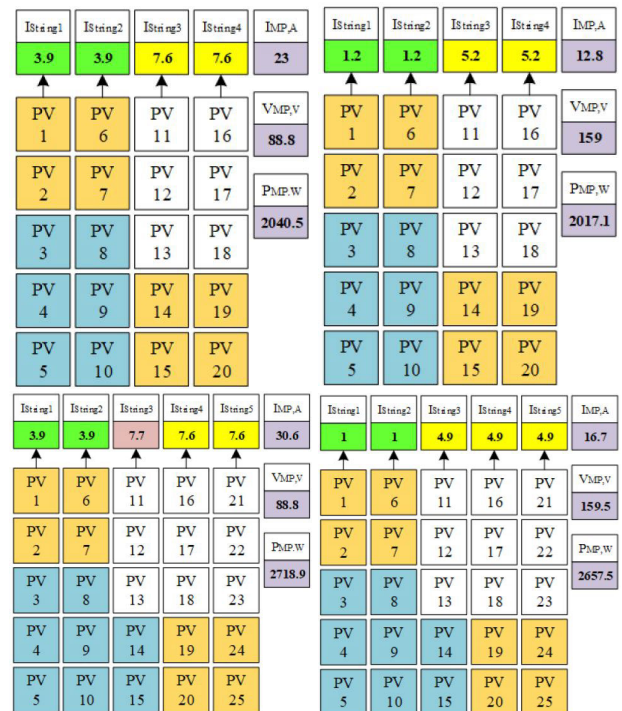 IString1 IString2 IString3 IString4 IMP,A
3.9 3.9 7.6 7.6 23
PV 1 PV 6 PV 11 PV 16
VMP,V
88.8
PV 2 PV 7 PV 12 PV 17
PMP,W
2040.5
PV 3 PV 8 PV 13 PV 18
PV 4 PV 9 PV 14 PV 19
PV 5 PV 10 PV 15 PV 20
IString1 IString2 IString3 IString4 IMP,A
1.2 1.2 5.2 5.2 12.8
PV 1 PV 6 PV 11 PV 16
VMP,V
159
PV 2 PV 7 PV 12 PV 17
PMP,W
2017.1
PV 3 PV 8 PV 13 PV 18
PV 4 PV 9 PV 14 PV 19
PV 5 PV 10 PV 15 PV 20
IString1 IString2 IString3 IString4 IString5 IMP,A
3.9 3.9 7.7 7.6 7.6 30.6
PV 1 PV 6 PV 11 PV 16 PV 21
VMP,V
88.8
PV 2 PV 7 PV 12 PV 17 PV 22
PMP,W
2718.9
PV 3 PV 8 PV 13 PV 18 PV 23
PV 4 PV 9 PV 14 PV 19 PV 24
PV 5 PV 10 PV 15 PV 20 PV 25
IString1 IString2 IString3 IString4 IString5 IMP,A
1 1 4.9 4.9 4.9 16.7
PV 1 PV 6 PV 11 PV 16 PV 21
VMP,V
159.5
PV 2 PV 7 PV 12 PV 17 PV 22
PMP,W
2657.5
PV 3 PV 8 PV 13 PV 18 PV 23
PV 4 PV 9 PV 14 PV 19 PV 24
PV 5 PV 10 PV 15 PV 20 PV 25